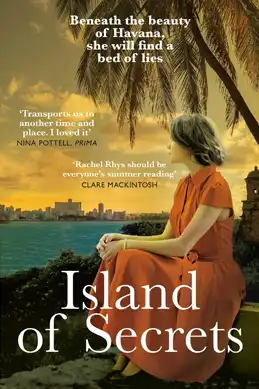 Beneath the beauty
of Havana,
she will find a
bed of lies
‘Transports us to
another time and
place. I loved it’
NINA POTTELL, PRIMA
‘Rachel Rhys should be
everyone’s summer reading’
CLARE MACKINTOSH
Island
of Secrets